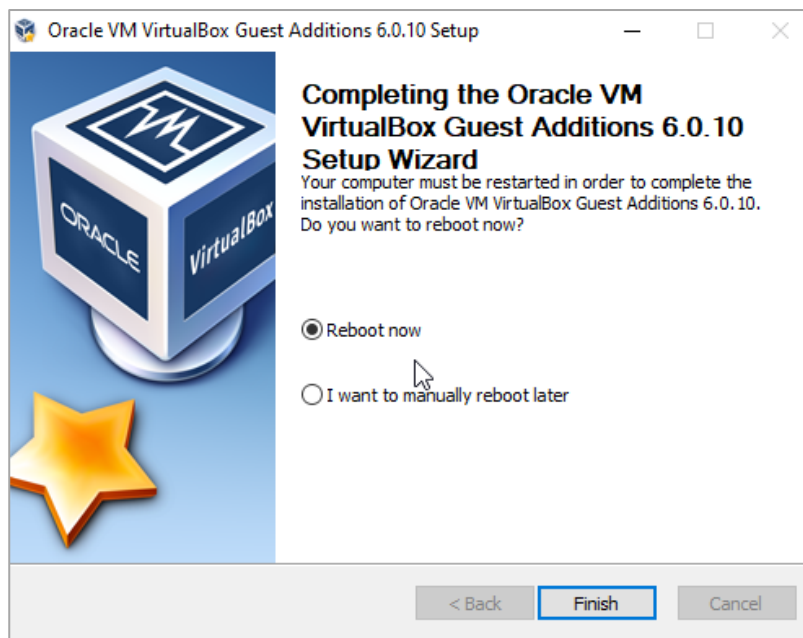 Oracle VM VirtualBox Guest Additions 6.0.10 Setup
Completing the Oracle VM
VirtualBox Guest Additions 6.0.10
Setup Wizard
Your computer must be restarted in order to complete the
installation of Oracle VM VirtualBox Guest Additions 6.0.10.
Do you want to reboot now?
ORACLE
VirtualBox
Reboot now
I want to manually reboot later
< Back
Finish
Cancel